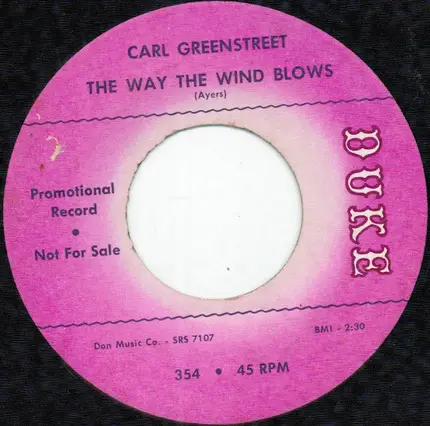 CARL GREENSTREET
THE WAY THE WIND BLOWS
(Ayers)
DUKE
Promotional
Record
•
Not For Sale
Don Music Co. - SRS 7107
BMI - 2:30
354 • 45 RPM